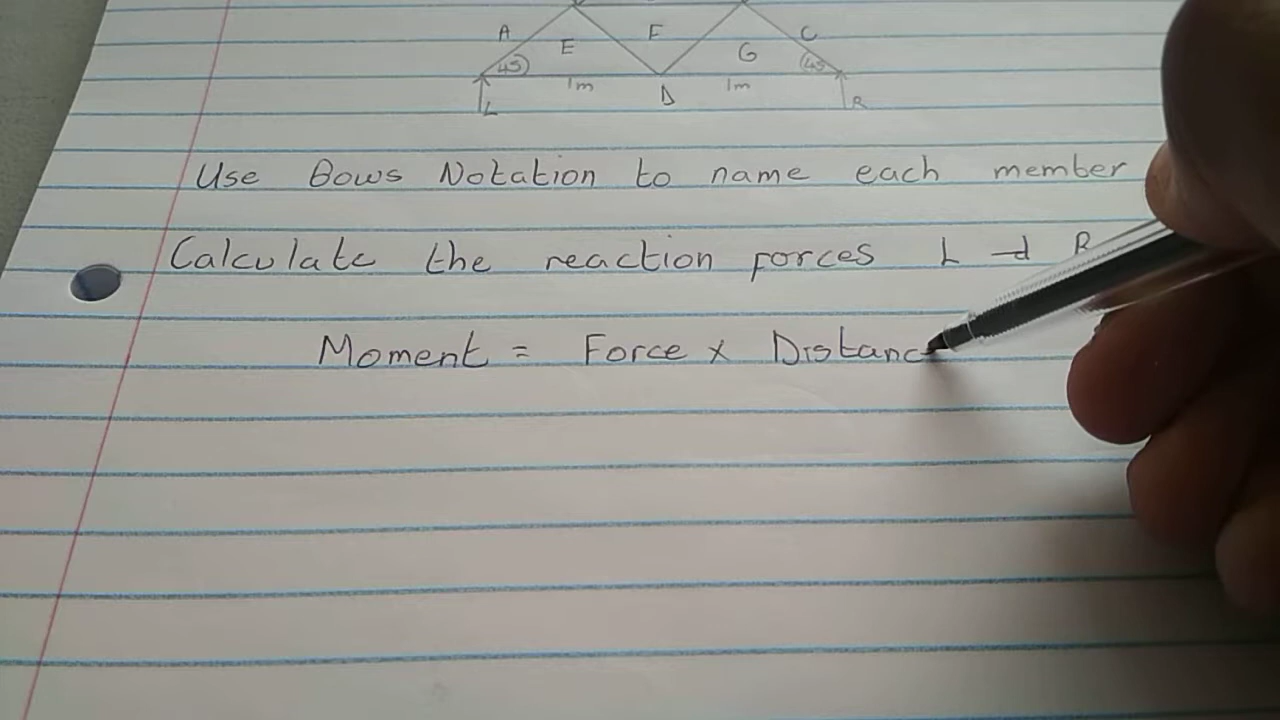 A E F G C
45 45
1m D 1m
L R
Use Bows Notation to name each member
Calculate the reaction forces L d R
Moment = Force x Distanc